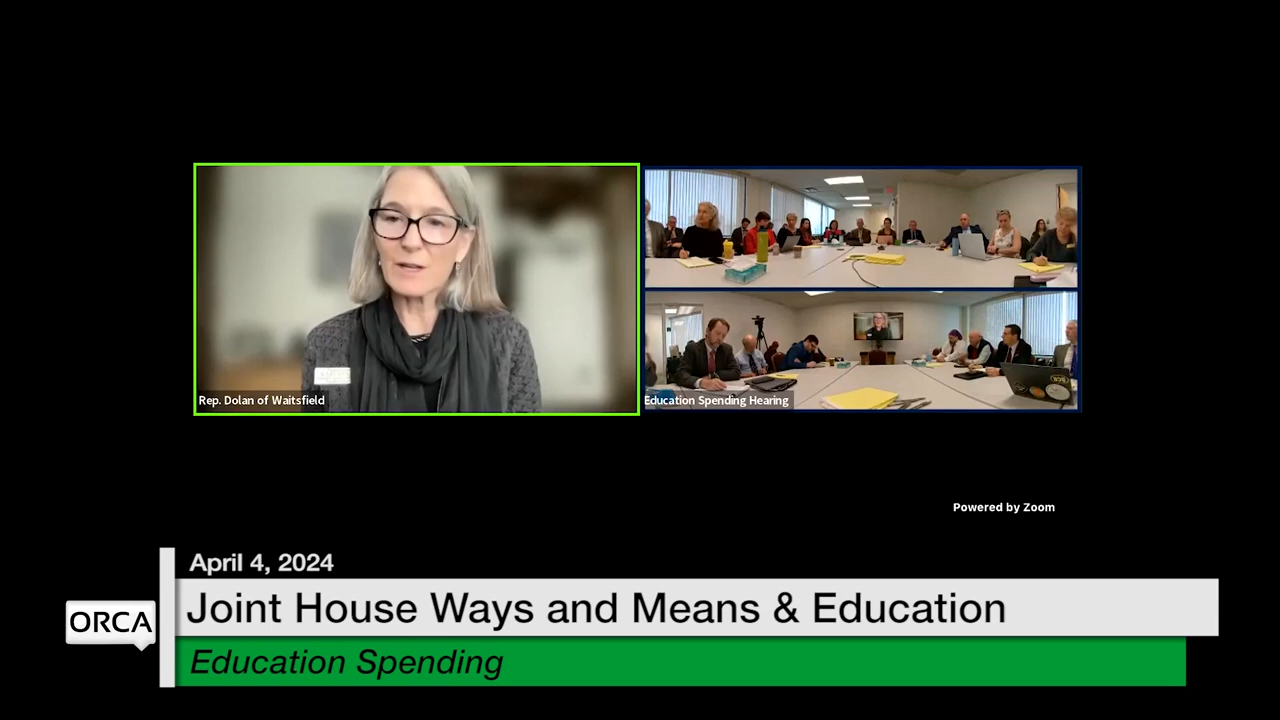 Rep. Dolan of Waitsfield
Education Spending Hearing
Powered by Zoom
April 4, 2024
ORCA
Joint House Ways and Means & Education
Education Spending